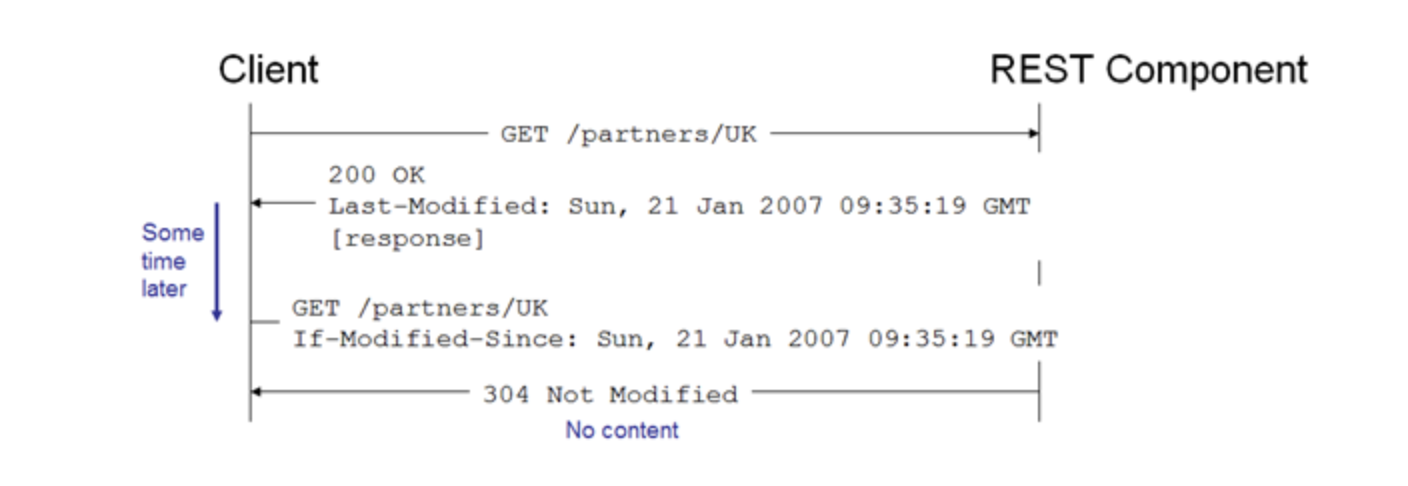 Client
REST Component
GET /partners/UK
200 OK
Last-Modified: Sun, 21 Jan 2007 09:35:19 GMT
[response]
Some
time
later
GET /partners/UK
If-Modified-Since: Sun, 21 Jan 2007 09:35:19 GMT
304 Not Modified
No content